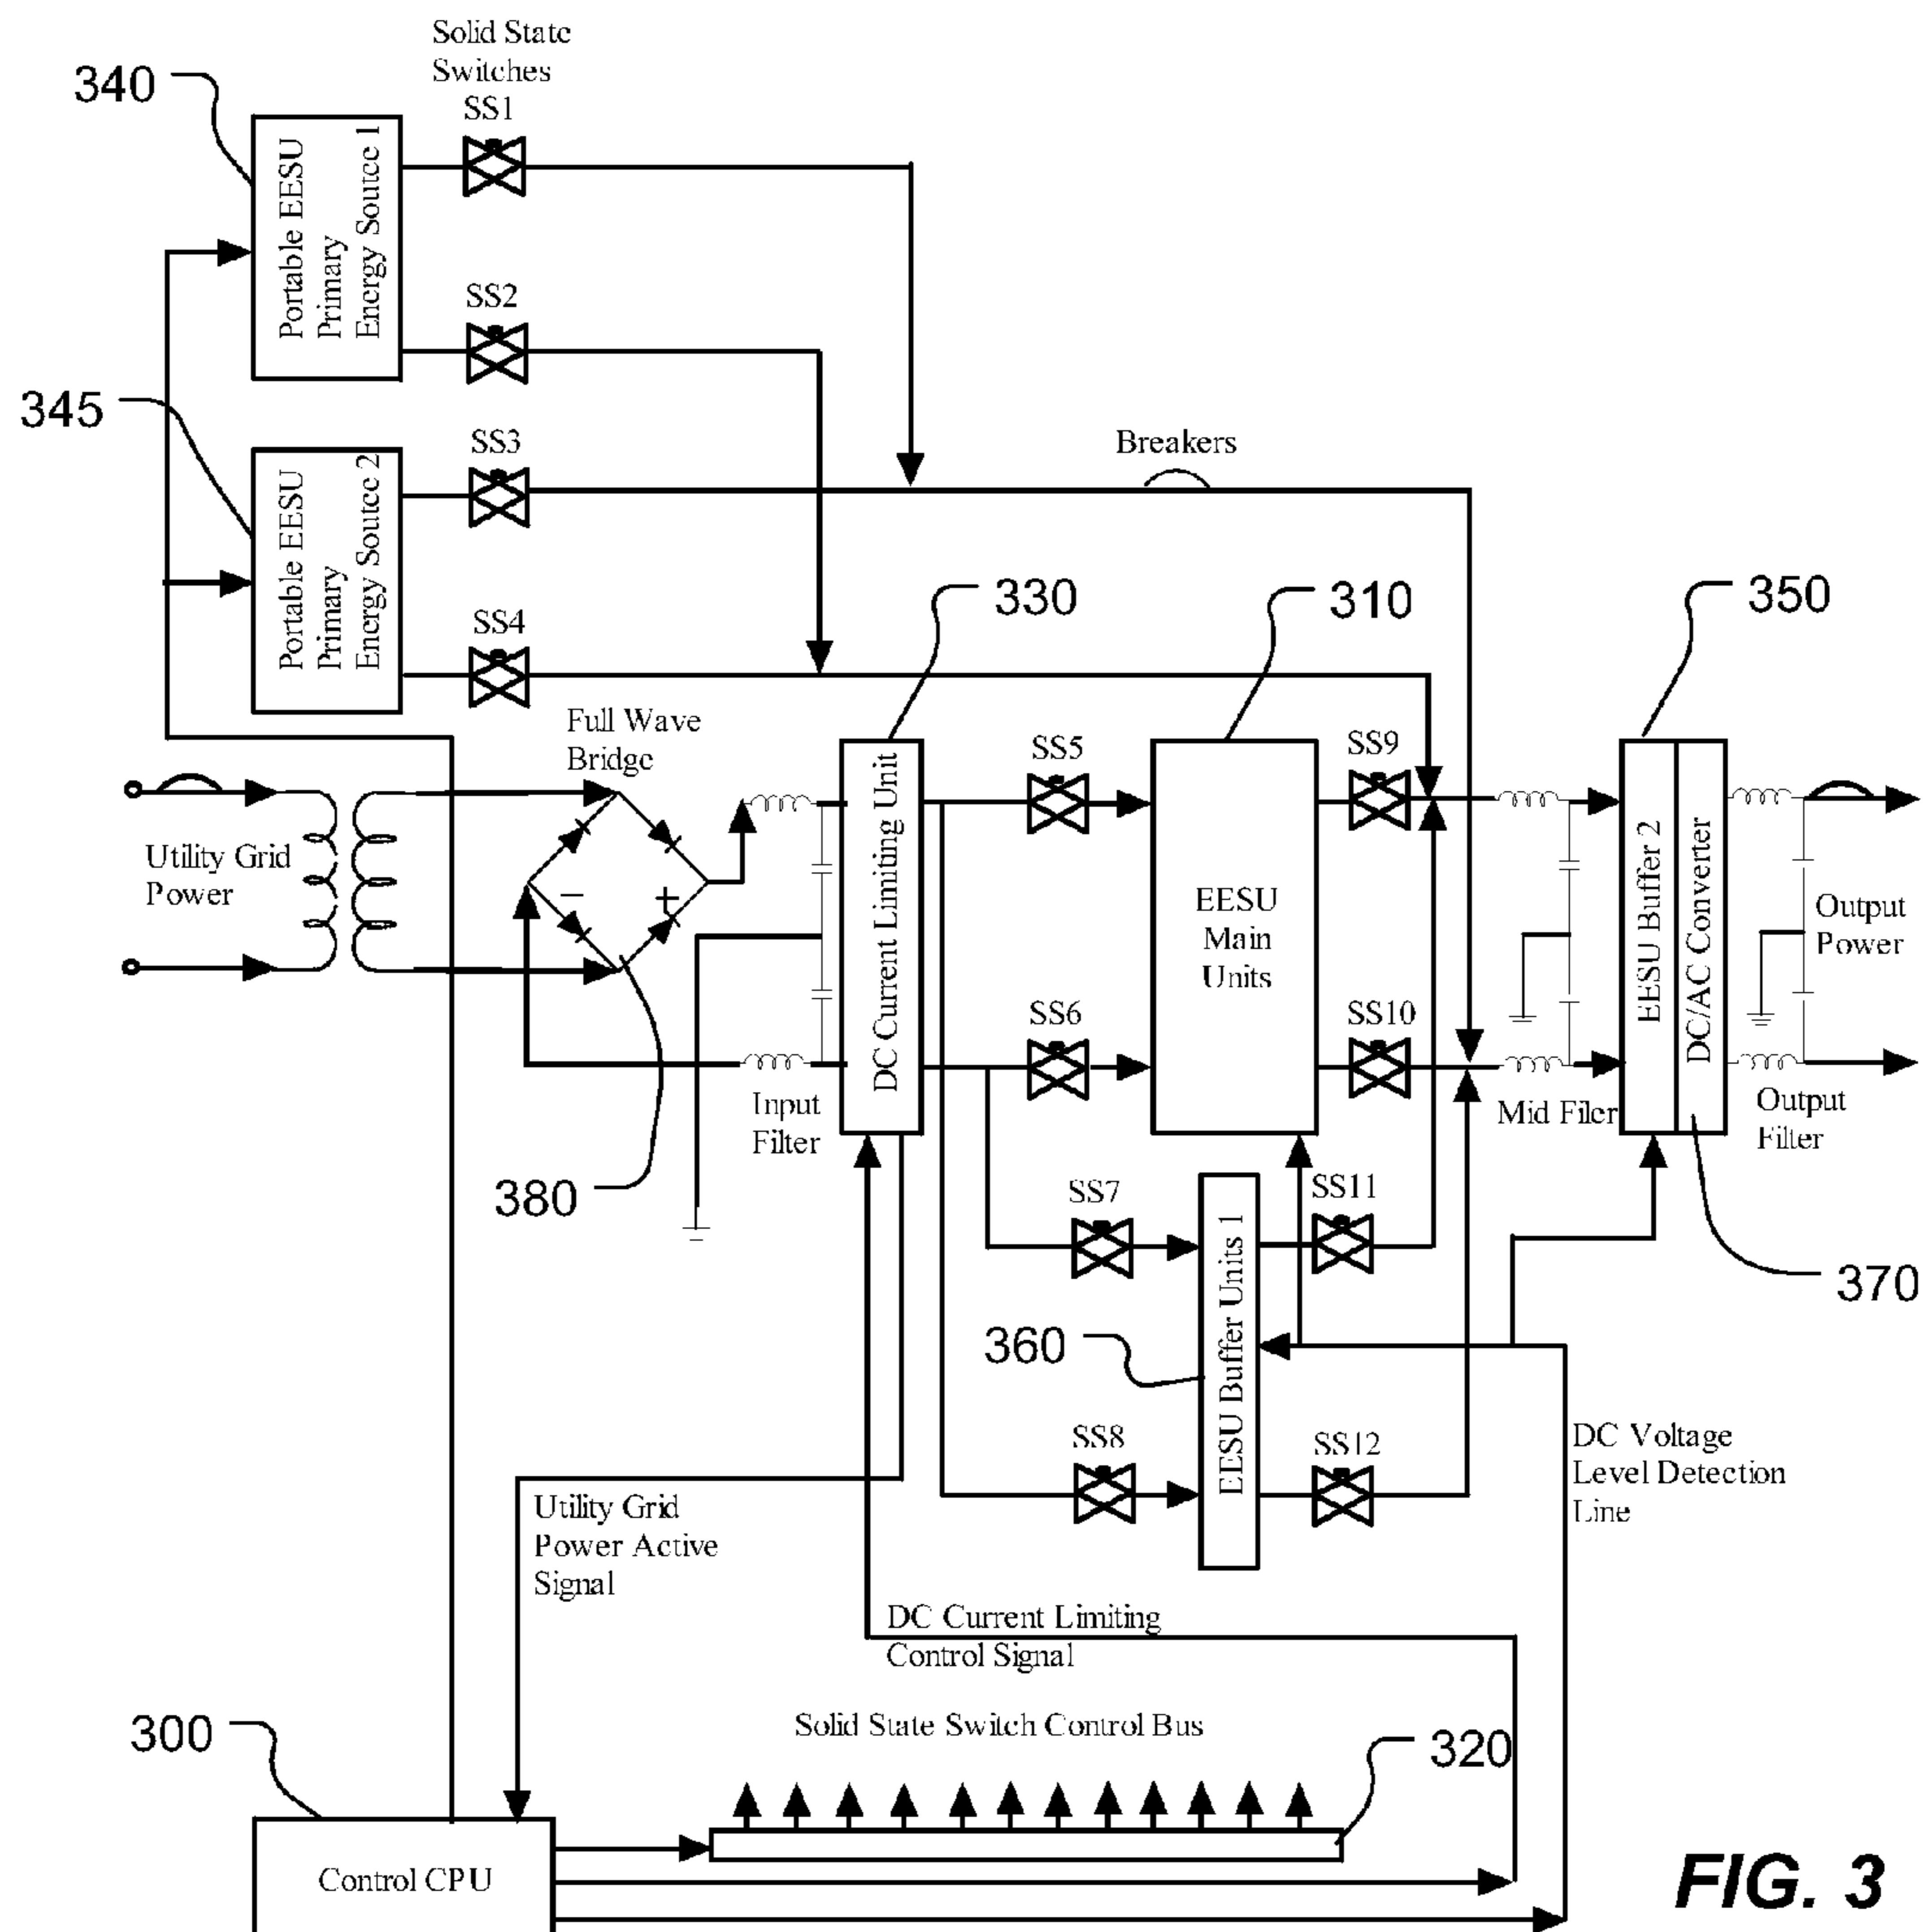 Solid State
Switches
SS1
340
Portable EESU
Primary
Energy Source 1
SS2
345
SS3
Breakers
Portable EESU
Primary
Energy Source 2
SS4
330
310
350
Full Wave
Bridge
SS5
SS9
Utility Grid
Power
−
+
DC Current Limiting Unit
EESU
Main
Units
EESU Buffer 2
DC/AC Converter
Output
Power
SS6
SS10
Input
Filter
Mid Filer
Output
Filter
380
SS7
SS11
370
360
EESU Buffer Units 1
SS8
SS12
DC Voltage
Level Detection
Line
Utility Grid
Power Active
Signal
DC Current Limiting
Control Signal
300
Solid State Switch Control Bus
320
Control CPU
FIG. 3